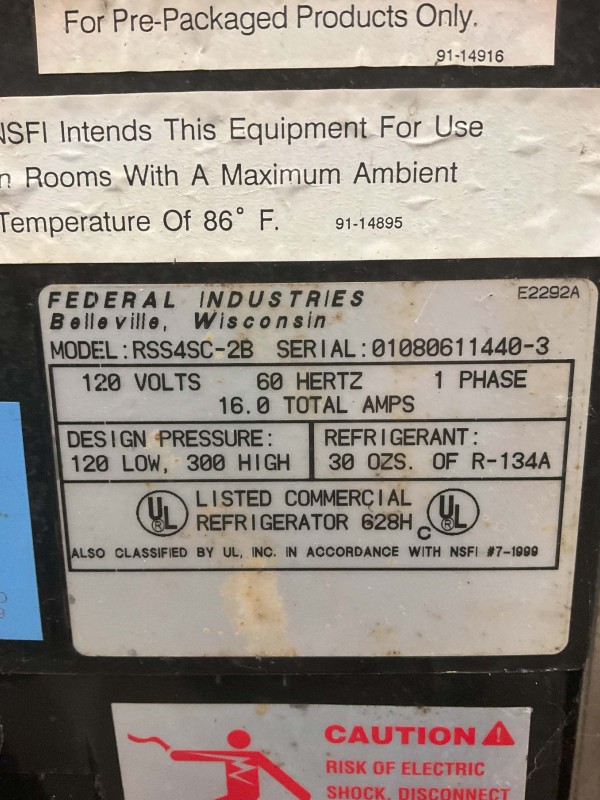 For Pre-Packaged Products Only.
91-14916
NSFI Intends This Equipment For Use
Rooms With A Maximum Ambient
Temperature Of 86° F. 91-14895
FEDERAL INDUSTRIES E2292A
Belleville, Wisconsin
MODEL:RSS4SC-2B SERIAL:01080611440-3
120 VOLTS 60 HERTZ 1 PHASE
16.0 TOTAL AMPS
DESIGN PRESSURE:
120 LOW, 300 HIGH
REFRIGERANT:
30 OZS. OF R-134A
UL ® LISTED COMMERCIAL C UL ®
REFRIGERATOR 628H
ALSO CLASSIFIED BY UL, INC. IN ACCORDANCE WITH NSFI #7-1999
CAUTION
RISK OF ELECTRIC
SHOCK. DISCONNECT